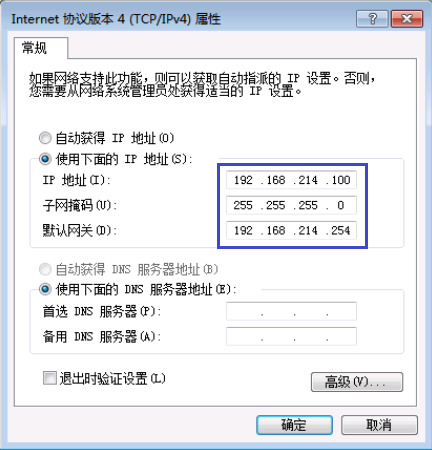 Internet 协议版本 4 (TCP/IPv4) 属性
常规
如果网络支持此功能，则可以获取自动指派的 IP 设置。否则，
您需要从网络系统管理员处获得适当的 IP 设置。
自动获得 IP 地址(O)
使用下面的 IP 地址(S):
IP 地址(I): 192 .168 .214 .100
子网掩码(U): 255 .255 .255 . 0
默认网关(D): 192 .168 .214 .254
自动获得 DNS 服务器地址(B)
使用下面的 DNS 服务器地址(E):
首选 DNS 服务器(P): . . .
备用 DNS 服务器(A): . . .
退出时验证设置(L)
高级(V)...
确定 取消